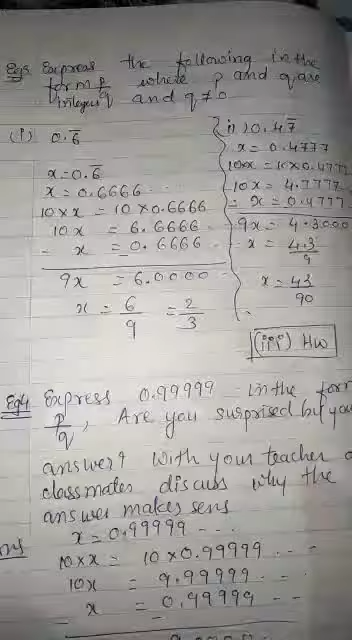 Eg3 Express the following in the
form p/q where p and q are
integers and q ≠ 0
(i) 0.6̅
x = 0.6̅
x = 0.6666...
10 × x = 10 × 0.6666
10x = 6.6666
- x = 0.6666
9x = 6.0000
x = 6/9 = 2/3
ii) 0.47̅
x = 0.4777
10x = 10 × 0.4777
10x = 4.7777
- x = 0.4777
9x = 4.3000
x = 4.3/9
x = 43/90
(iii) HW
Eg4 Express 0.99999 in the form
p/q, Are you surprised by you
answer? With your teacher
classmates discuss why the
answer makes sens
x = 0.99999 ...
10 × x = 10 × 0.99999 ...
10x = 9.99999 ...
- x = 0.99999 ...